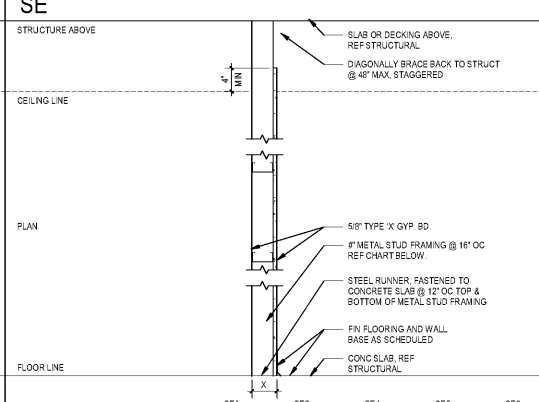 SE
STRUCTURE ABOVE
SLAB OR DECKING ABOVE,
REF STRUCTURAL
DIAGONALLY BRACE BACK TO STRUCT
@ 48" MAX, STAGGERED
4"
MIN
CEILING LINE
PLAN
5/8" TYPE 'X' GYP. BD.
#" METAL STUD FRAMING @ 16" OC
REF CHART BELOW.
STEEL RUNNER, FASTENED TO
CONCRETE SLAB @ 12" OC TOP &
BOTTOM OF METAL STUD FRAMING
FIN FLOORING AND WALL
BASE AS SCHEDULED
FLOOR LINE
CONC SLAB, REF
STRUCTURAL
X